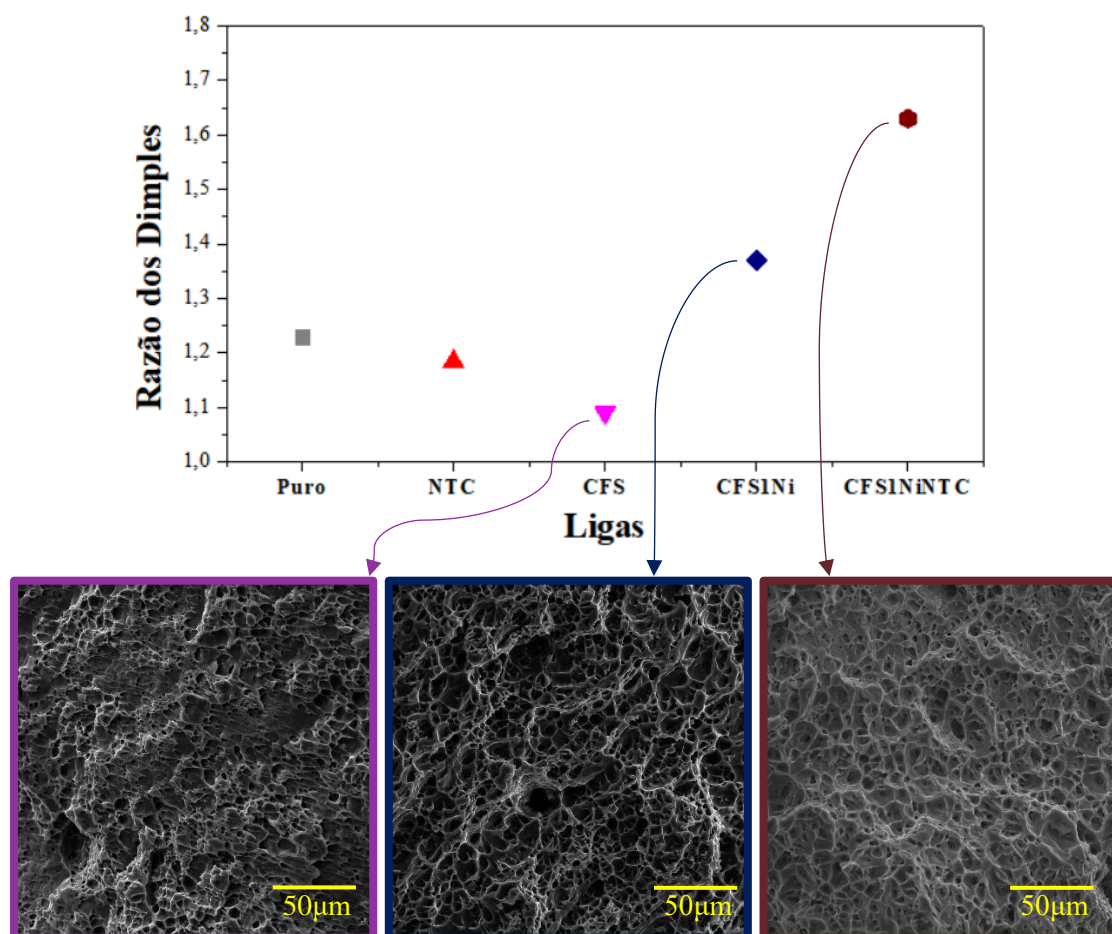 1,8
1,7
1,6
1,5
1,4
1,3
1,2
1,1
1,0
Razão dos Dimples
Puro NTC CFS CFS1Ni CFS1NiNTC
Ligas
50μm 50μm 50μm